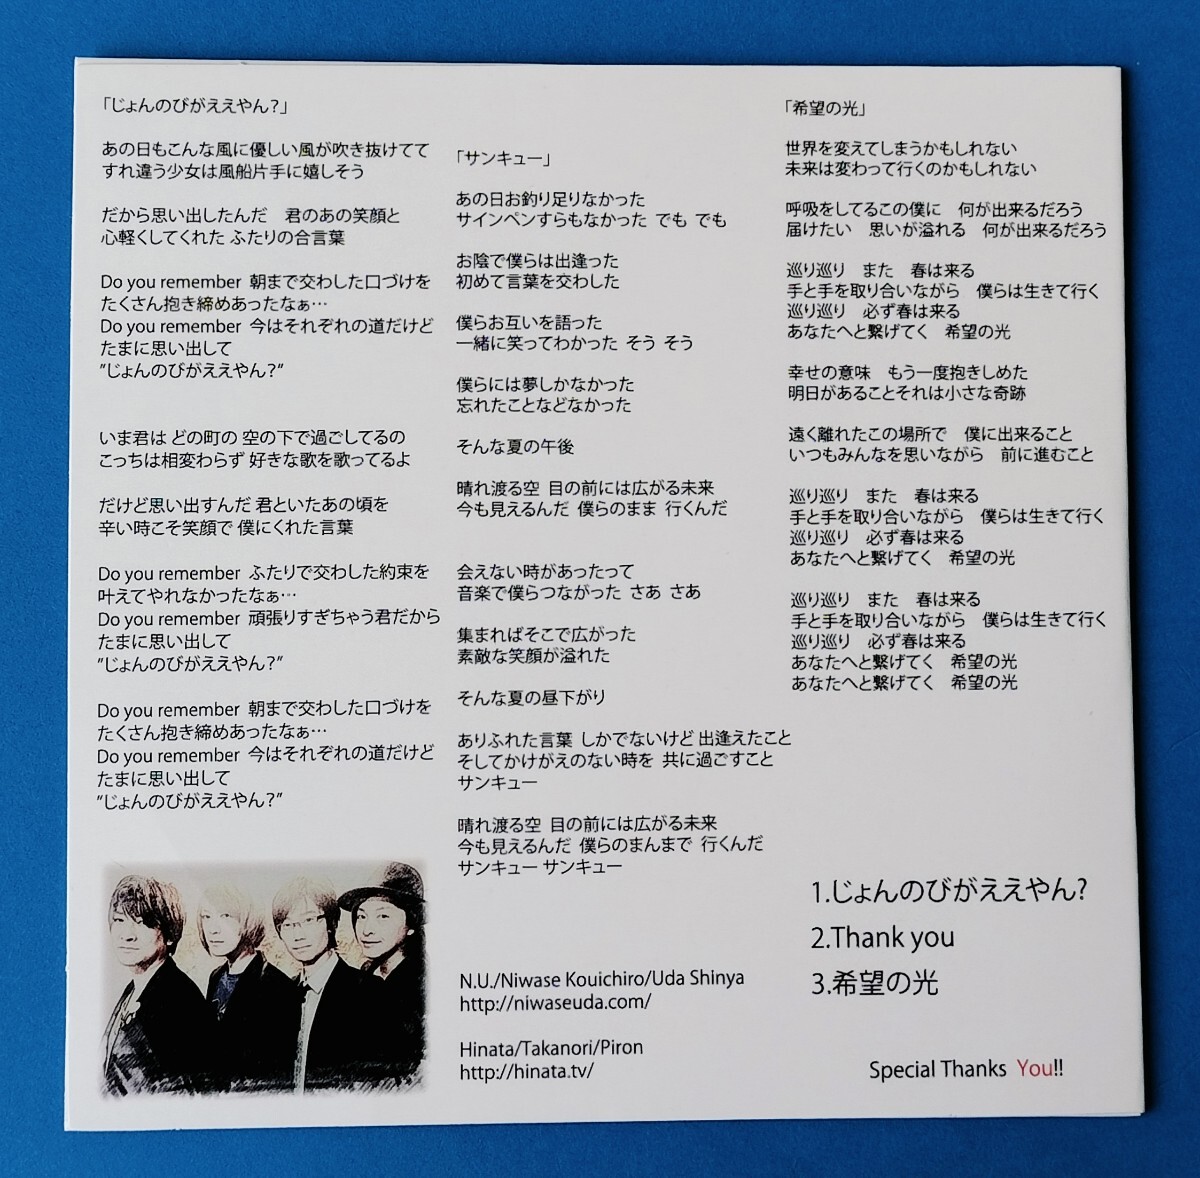 「じょんのびがええやん？」
あの日もこんな風に優しい風が吹き抜けてて
すれ違う少女は風船片手に嬉しそう
だから思い出したんだ　君のあの笑顔と
心軽くしてくれた ふたりの合言葉
Do you remember 朝まで交わした口づけを
たくさん抱き締めあったなぁ…
Do you remember 今はそれぞれの道だけど
たまに思い出して
"じょんのびがええやん？"
いま君は どの町の 空の下で過ごしてるの
こっちは相変わらず 好きな歌を歌ってるよ
だけど思い出すんだ 君といたあの頃を
辛い時こそ笑顔で 僕にくれた言葉
Do you remember ふたりで交わした約束を
叶えてやれなかったなぁ…
Do you remember 頑張りすぎちゃう君だから
たまに思い出して
"じょんのびがええやん？"
Do you remember 朝まで交わした口づけを
たくさん抱き締めあったなぁ…
Do you remember 今はそれぞれの道だけど
たまに思い出して
"じょんのびがええやん？"
「サンキュー」
あの日お釣り足りなかった
サインペンすらもなかった でも でも
お陰で僕らは出逢った
初めて言葉を交わした
僕らお互いを語った
一緒に笑ってわかった そう そう
僕らには夢しかなかった
忘れたことなどなかった
そんな夏の午後
晴れ渡る空 目の前には広がる未来
今も見えるんだ 僕らのまま 行くんだ
会えない時があったって
音楽で僕らつながった さあ さあ
集まればそこで広がった
素敵な笑顔が溢れた
そんな夏の昼下がり
ありふれた言葉 しかでないけど 出逢えたこと
そしてかけがえのない時を 共に過ごすこと
サンキュー
晴れ渡る空 目の前には広がる未来
今も見えるんだ 僕らのまんまで 行くんだ
サンキュー サンキュー
N.U./Niwase Kouichiro/Uda Shinya
http://niwaseuda.com/
Hinata/Takanori/Piron
http://hinata.tv/
「希望の光」
世界を変えてしまうかもしれない
未来は変わって行くのかもしれない
呼吸をしてるこの僕に　何が出来るだろう
届けたい　思いが溢れる　何が出来るだろう
巡り巡り　また　春は来る
手と手を取り合いながら　僕らは生きて行く
巡り巡り　必ず春は来る
あなたへと繋げてく　希望の光
幸せの意味　もう一度抱きしめた
明日があることそれは小さな奇跡
遠く離れたこの場所で　僕に出来ること
いつもみんなを思いながら　前に進むこと
巡り巡り　また　春は来る
手と手を取り合いながら　僕らは生きて行く
巡り巡り　必ず春は来る
あなたへと繋げてく　希望の光
巡り巡り　また　春は来る
手と手を取り合いながら　僕らは生きて行く
巡り巡り　必ず春は来る
あなたへと繋げてく　希望の光
あなたへと繋げてく　希望の光
1.じょんのびがええやん?
2.Thank you
3.希望の光
Special Thanks You!!